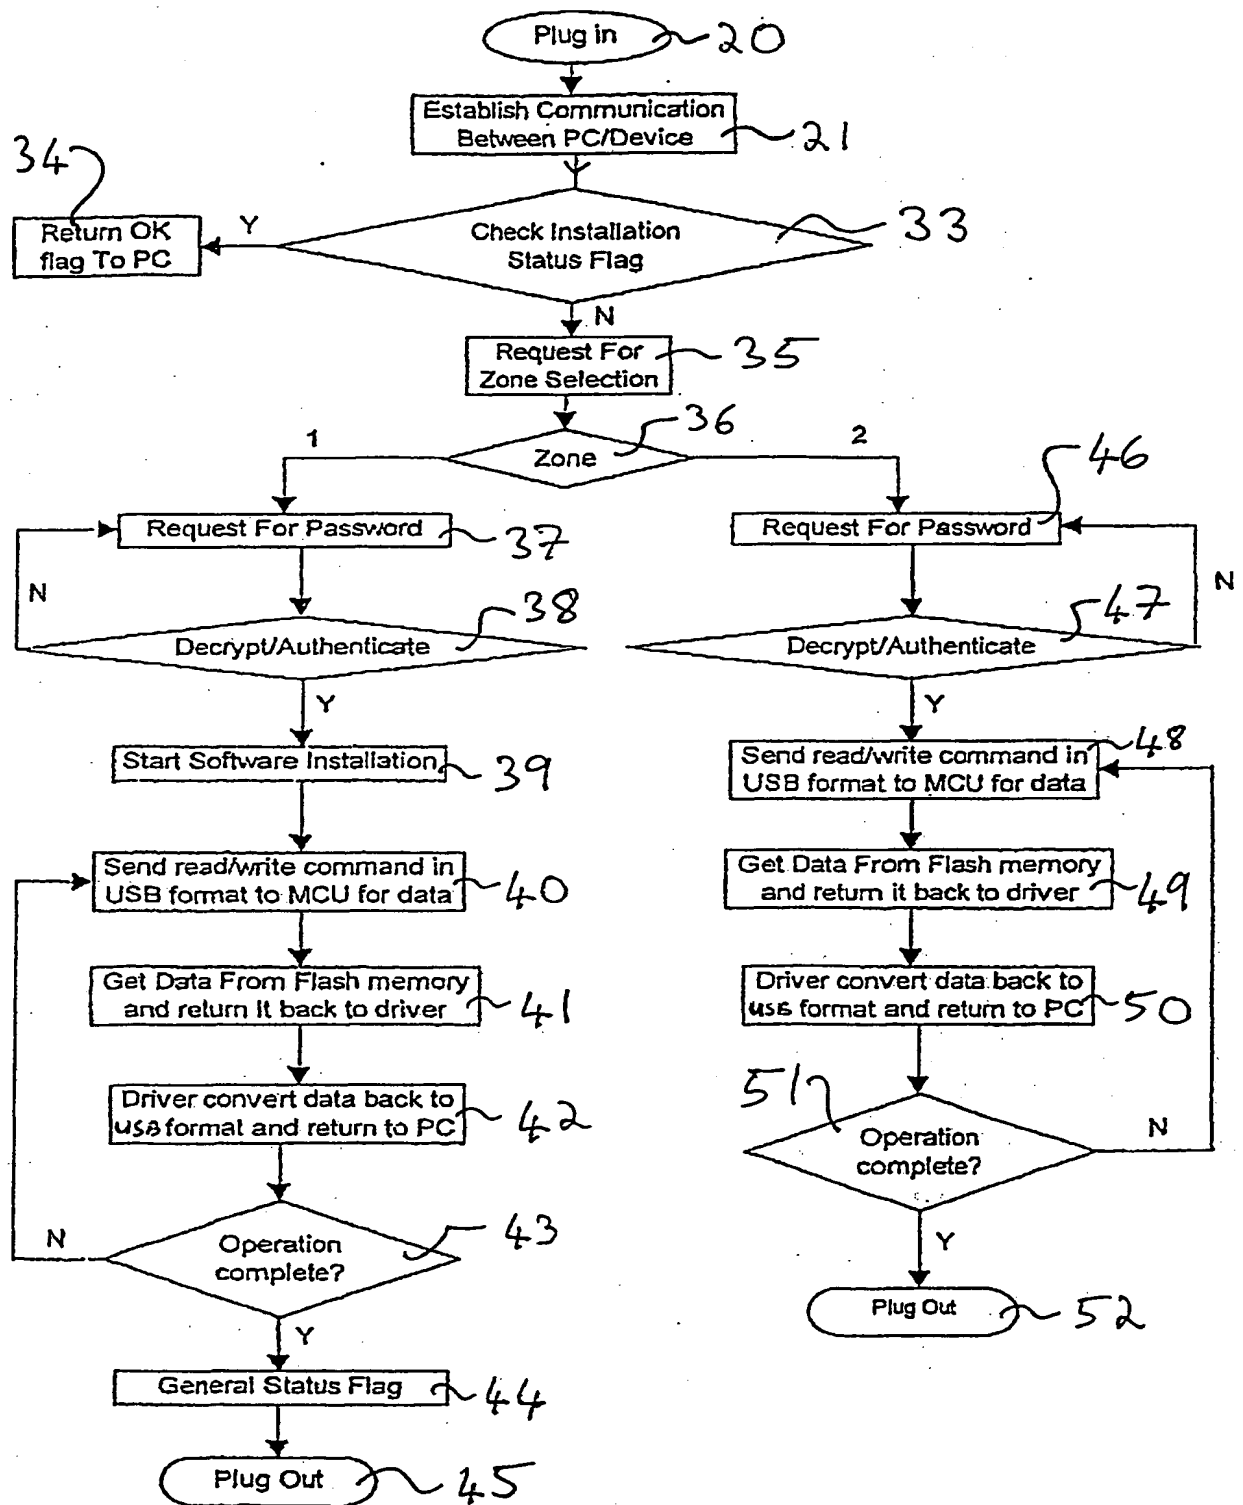 Plug in
20
Establish Communication
Between PC/Device
21
34
Return OK
flag To PC
Y
Check Installation
Status Flag
33
N
Request For
Zone Selection
35
36
1
Zone
2
46
Request For Password
37
Request For Password
N
38
47
N
Decrypt/Authenticate
Decrypt/Authenticate
Y
Y
Start Software Installation
39
Send read/write command in
USB format to MCU for data
48
Send read/write command in
USB format to MCU for data
40
Get Data From Flash memory
and return it back to driver
49
Get Data From Flash memory
and return it back to driver
41
Driver convert data back to
USB format and return to PC
50
Driver convert data back to
USB format and return to PC
42
51
Operation
complete?
N
N
Operation
complete?
43
Y
Plug Out
52
Y
General Status Flag
44
Plug Out
45